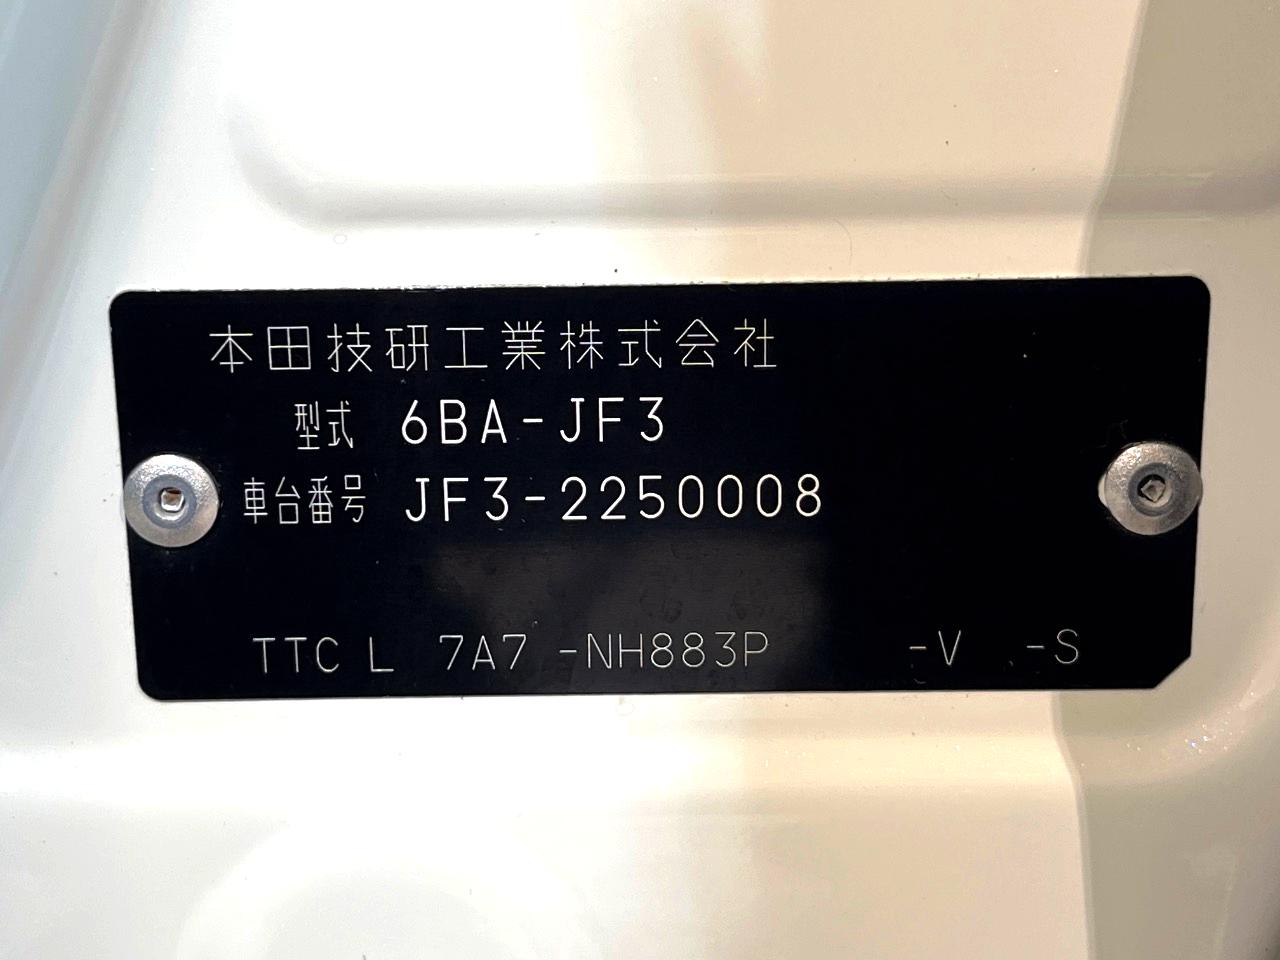 本田技研工業株式会社
型式 6BA-JF3
車台番号 JF3-2250008
TTC L 7A7 -NH883P -V -S